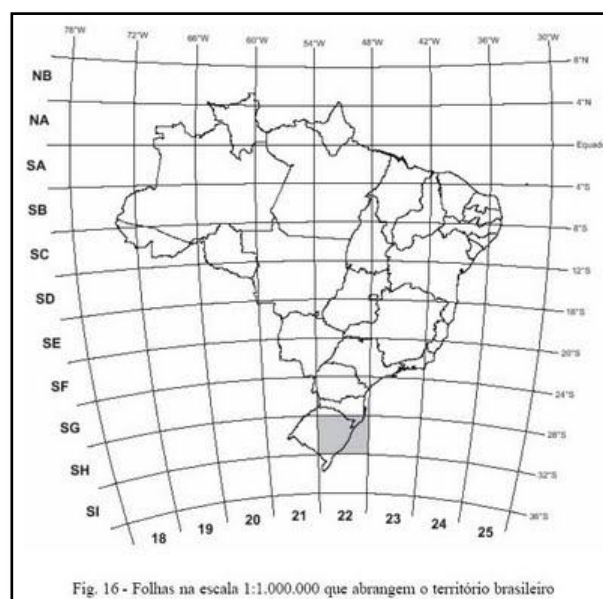 78°W 72°W 66°W 60°W 54°W 48°W 42°W 36°W 30°W
8°N
NB
4°N
NA
Equador
SA
4°S
SB
8°S
SC
12°S
SD
16°S
SE
20°S
SF
24°S
SG
28°S
SH
32°S
SI
36°S
18 19 20 21 22 23 24 25
Fig. 16 - Folhas na escala 1:1.000.000 que abrangem o território brasileiro